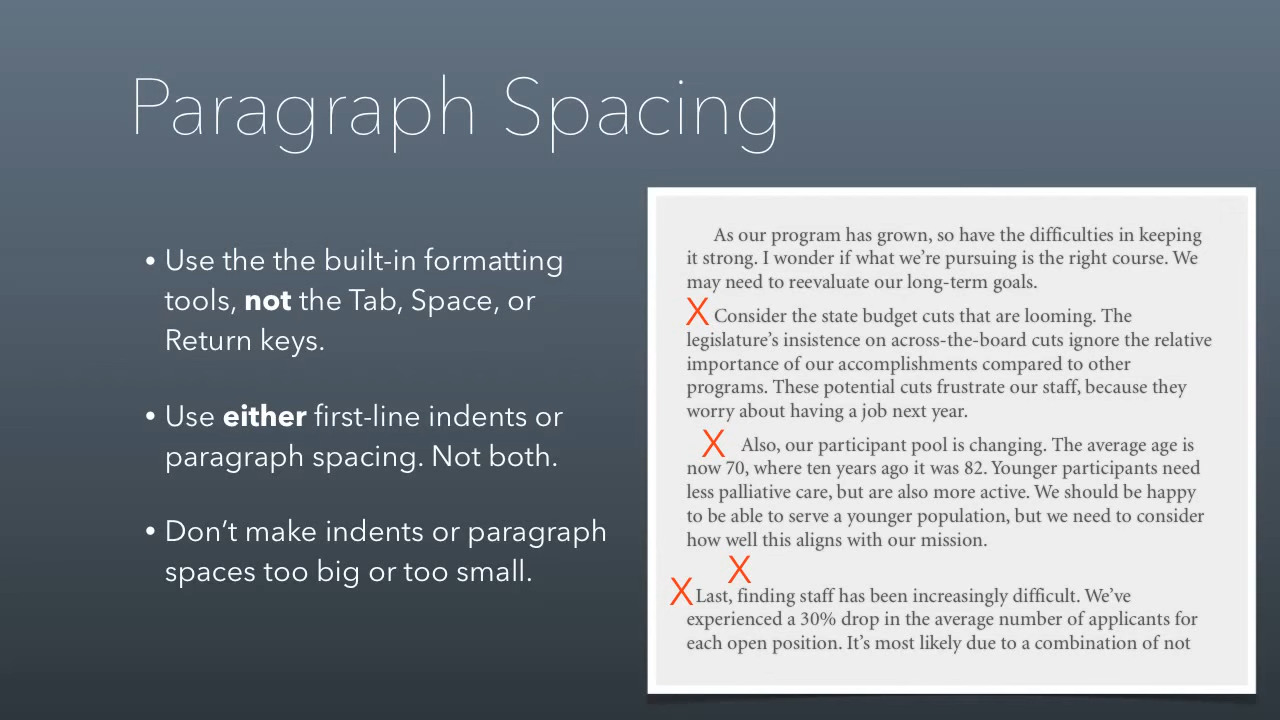 Paragraph Spacing
• Use the the built-in formatting
tools, not the Tab, Space, or
Return keys.
• Use either first-line indents or
paragraph spacing. Not both.
• Don't make indents or paragraph
spaces too big or too small.
As our program has grown, so have the difficulties in keeping
it strong. I wonder if what we're pursuing is the right course. We
may need to reevaluate our long-term goals.
X Consider the state budget cuts that are looming. The
legislature's insistence on across-the-board cuts ignore the relative
importance of our accomplishments compared to other
programs. These potential cuts frustrate our staff, because they
worry about having a job next year.
X Also, our participant pool is changing. The average age is
now 70, where ten years ago it was 82. Younger participants need
less palliative care, but are also more active. We should be happy
to be able to serve a younger population, but we need to consider
how well this aligns with our mission.
X
X Last, finding staff has been increasingly difficult. We've
experienced a 30% drop in the average number of applicants for
each open position. It's most likely due to a combination of not